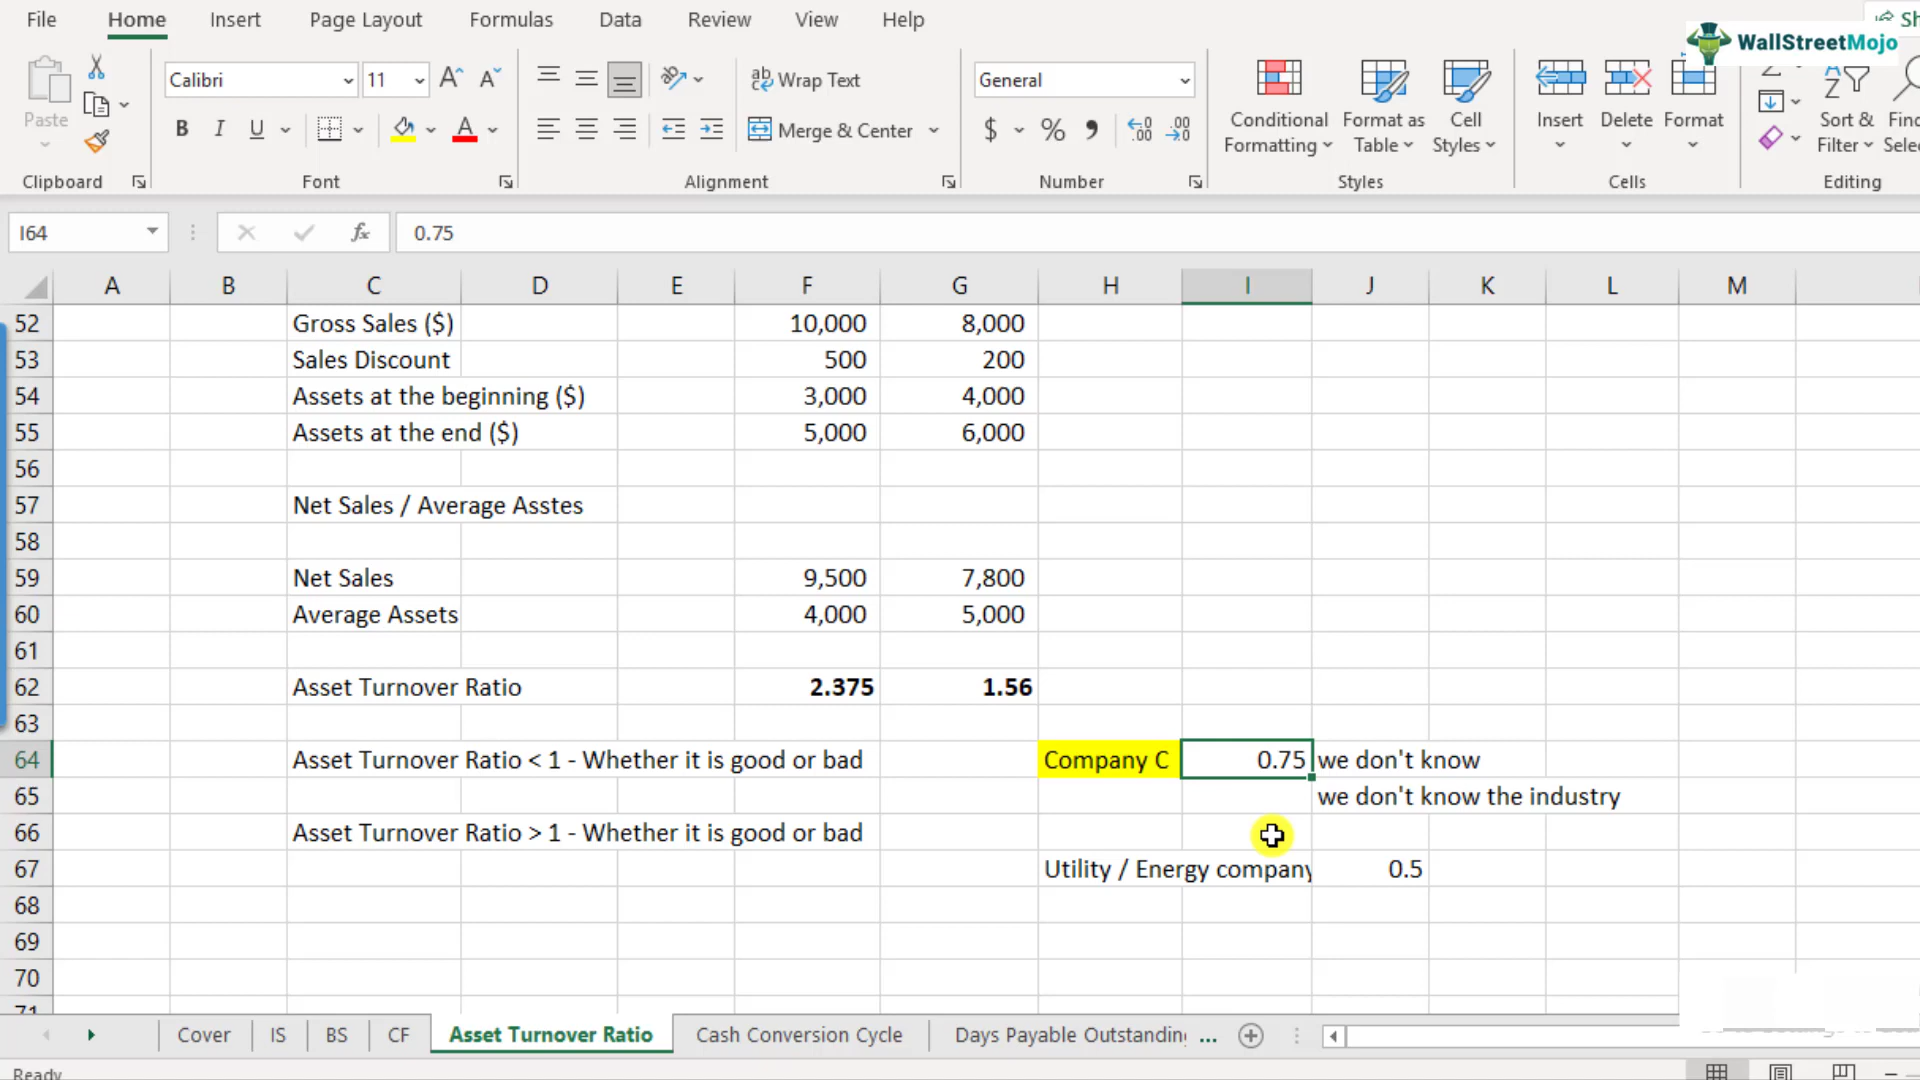 File Insert Page Layout Formulas Data Review View Help Sh
WallStreetMojo
Paste
Clipboard
Calibri 11
B I U
Font
ab Wrap Text
Merge & Center
Alignment
General
$ % ,
Number
Conditional Formatting
Format as Table
Cell Styles
Styles
Insert Delete Format
Cells
Sort & Filter
Editing
I64 fx 0.75
A B C D E F G H I J K L M
52 Gross Sales ($) 10,000 8,000
53 Sales Discount 500 200
54 Assets at the beginning ($) 3,000 4,000
55 Assets at the end ($) 5,000 6,000
56
57 Net Sales / Average Asstes
58
59 Net Sales 9,500 7,800
60 Average Assets 4,000 5,000
61
62 Asset Turnover Ratio 2.375 1.56
63
64 Asset Turnover Ratio < 1 - Whether it is good or bad Company C 0.75 we don't know
65 we don't know the industry
66 Asset Turnover Ratio > 1 - Whether it is good or bad
67 Utility / Energy company 0.5
68
69
70
71
Cover IS BS CF Asset Turnover Ratio Cash Conversion Cycle Days Payable Outstanding ...
Ready